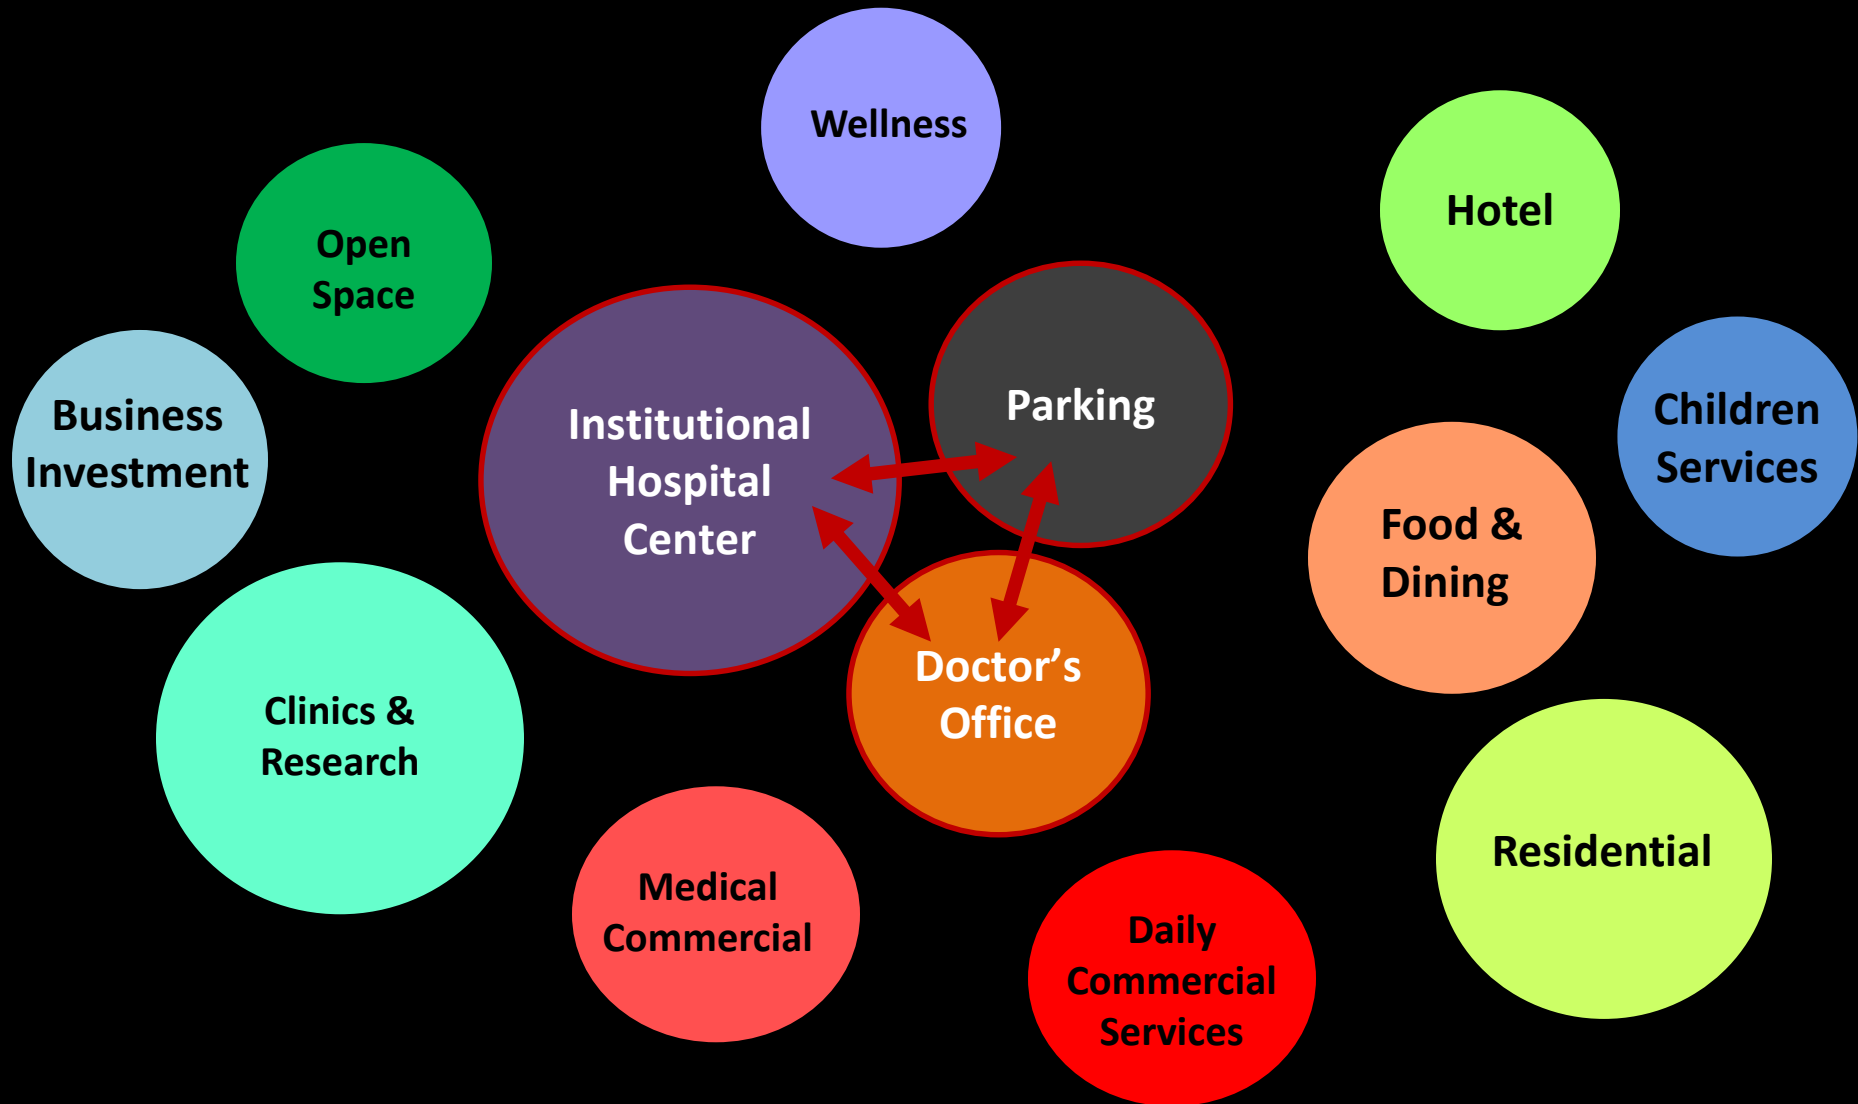 Wellness
Hotel
Open
Space
Business
Investment
Institutional
Hospital
Center
Parking
Children
Services
Food &
Dining
Clinics &
Research
Doctor’s
Office
Medical
Commercial
Daily
Commercial
Services
Residential